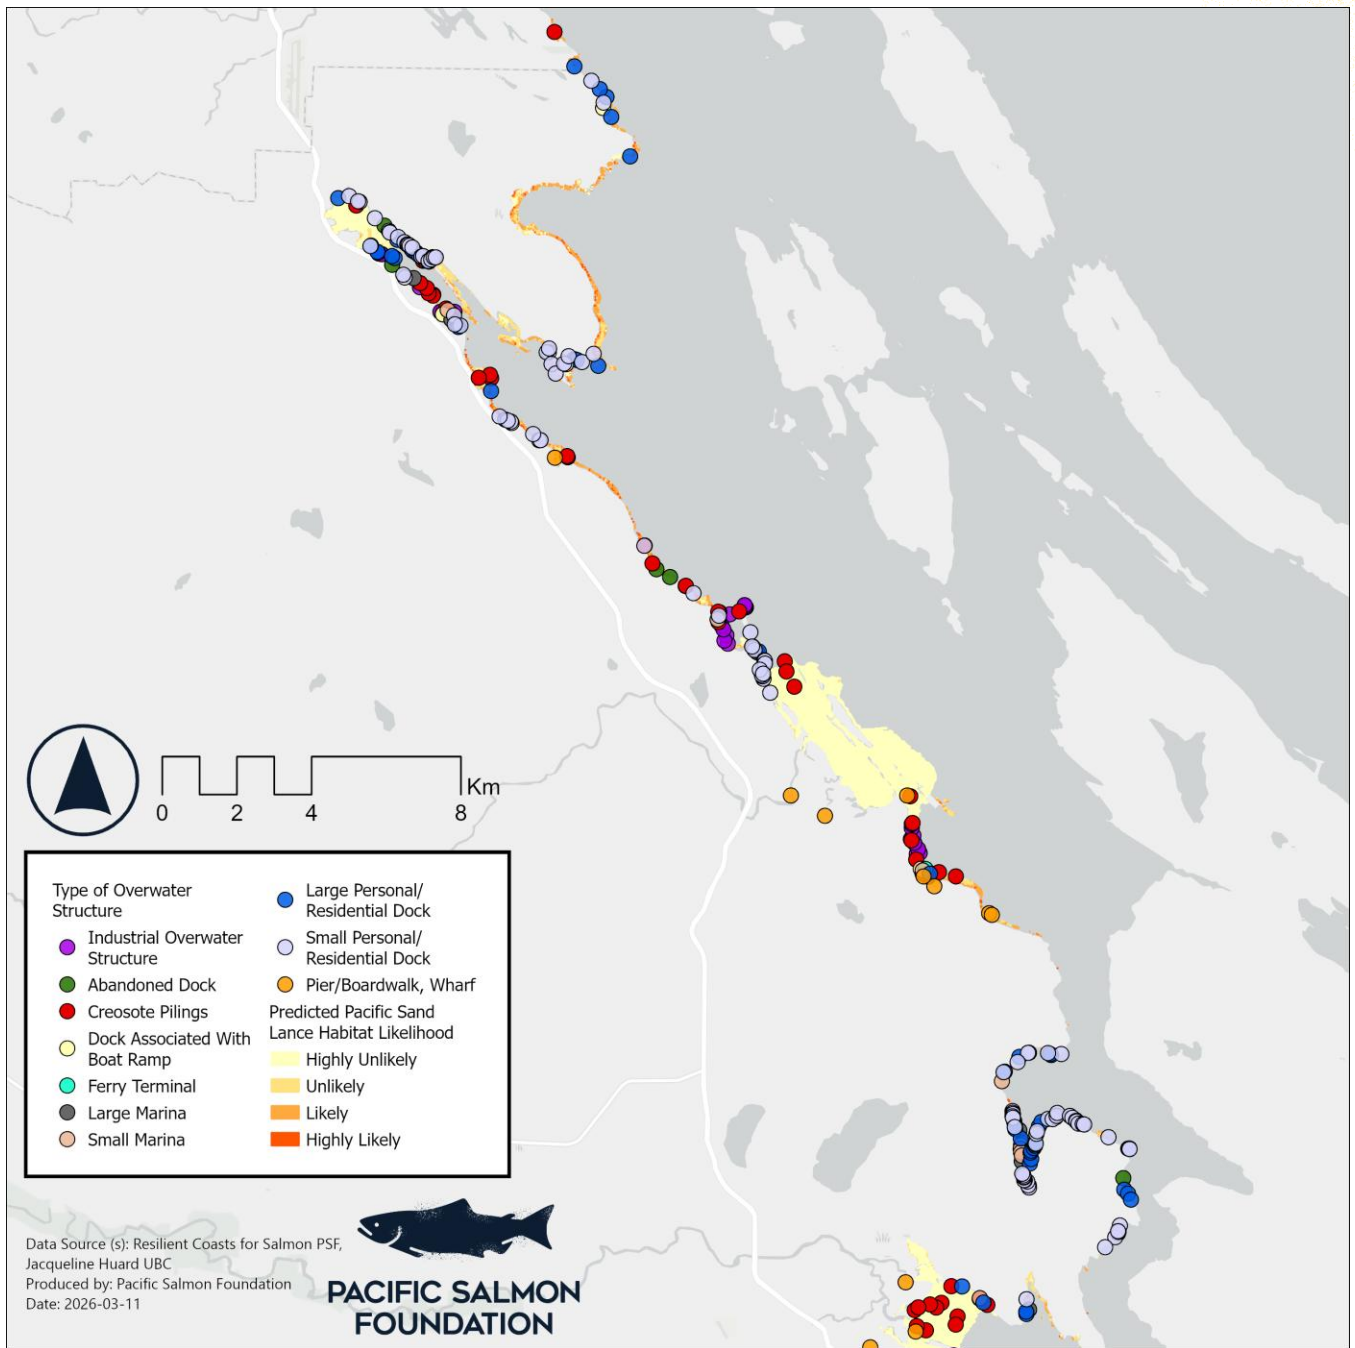 Km
0
2
4
8
Type of Overwater
Structure
Industrial Overwater
Structure
Abandoned Dock
Creosote Pilings
Dock Associated With
Boat Ramp
Ferry Terminal
Large Marina
Small Marina
Large Personal/
Residential Dock
Small Personal/
Residential Dock
Pier/Boardwalk, Wharf
Predicted Pacific Sand
Lance Habitat Likelihood
Highly Unlikely
Unlikely
Likely
Highly Likely
Data Source (s): Resilient Coasts for Salmon PSF,
Jacqueline Huard UBC
Produced by: Pacific Salmon Foundation
Date: 2026-03-11
PACIFIC SALMON
FOUNDATION